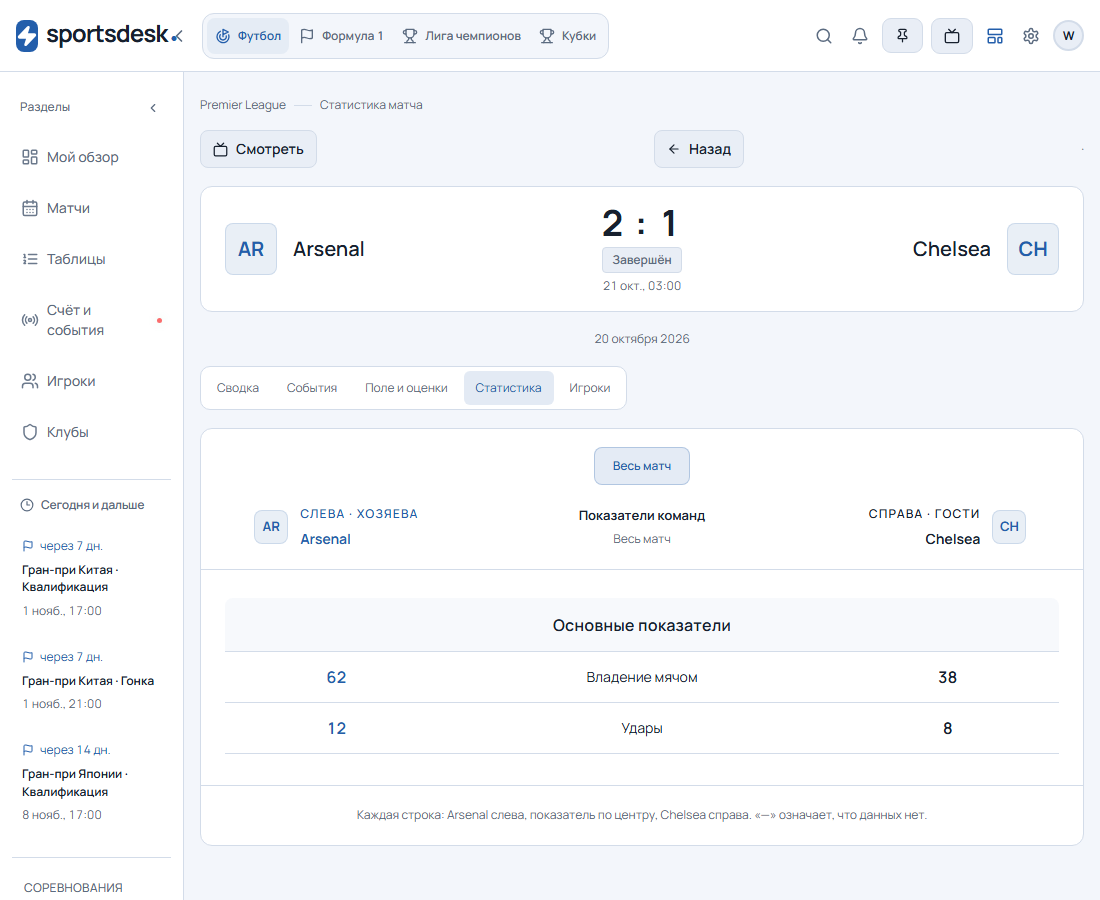 sportsdesk
Футбол
Формула 1
Лига чемпионов
Кубки
W
Разделы
Мой обзор
Матчи
Таблицы
Счёт и
события
Игроки
Клубы
Сегодня и дальше
через 7 дн.
Гран-при Китая ·
Квалификация
1 нояб., 17:00
через 7 дн.
Гран-при Китая · Гонка
1 нояб., 21:00
через 14 дн.
Гран-при Японии ·
Квалификация
8 нояб., 17:00
СОРЕВНОВАНИЯ
Premier League — Статистика матча
Смотреть
Назад
AR Arsenal
2 : 1
Завершён
21 окт., 03:00
Chelsea CH
20 октября 2026
Сводка
События
Поле и оценки
Статистика
Игроки
Весь матч
AR
СЛЕВА · ХОЗЯЕВА
Arsenal
Показатели команд
Весь матч
СПРАВА · ГОСТИ
Chelsea
CH
Основные показатели
62 Владение мячом 38
12 Удары 8
Каждая строка: Arsenal слева, показатель по центру, Chelsea справа. «—» означает, что данных нет.